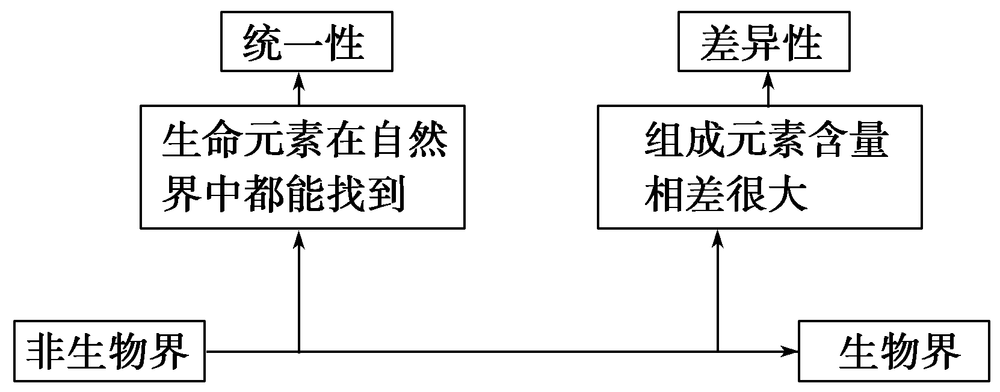 统一性
差异性
生命元素在自然
界中都能找到
组成元素含量
相差很大
非生物界
生物界